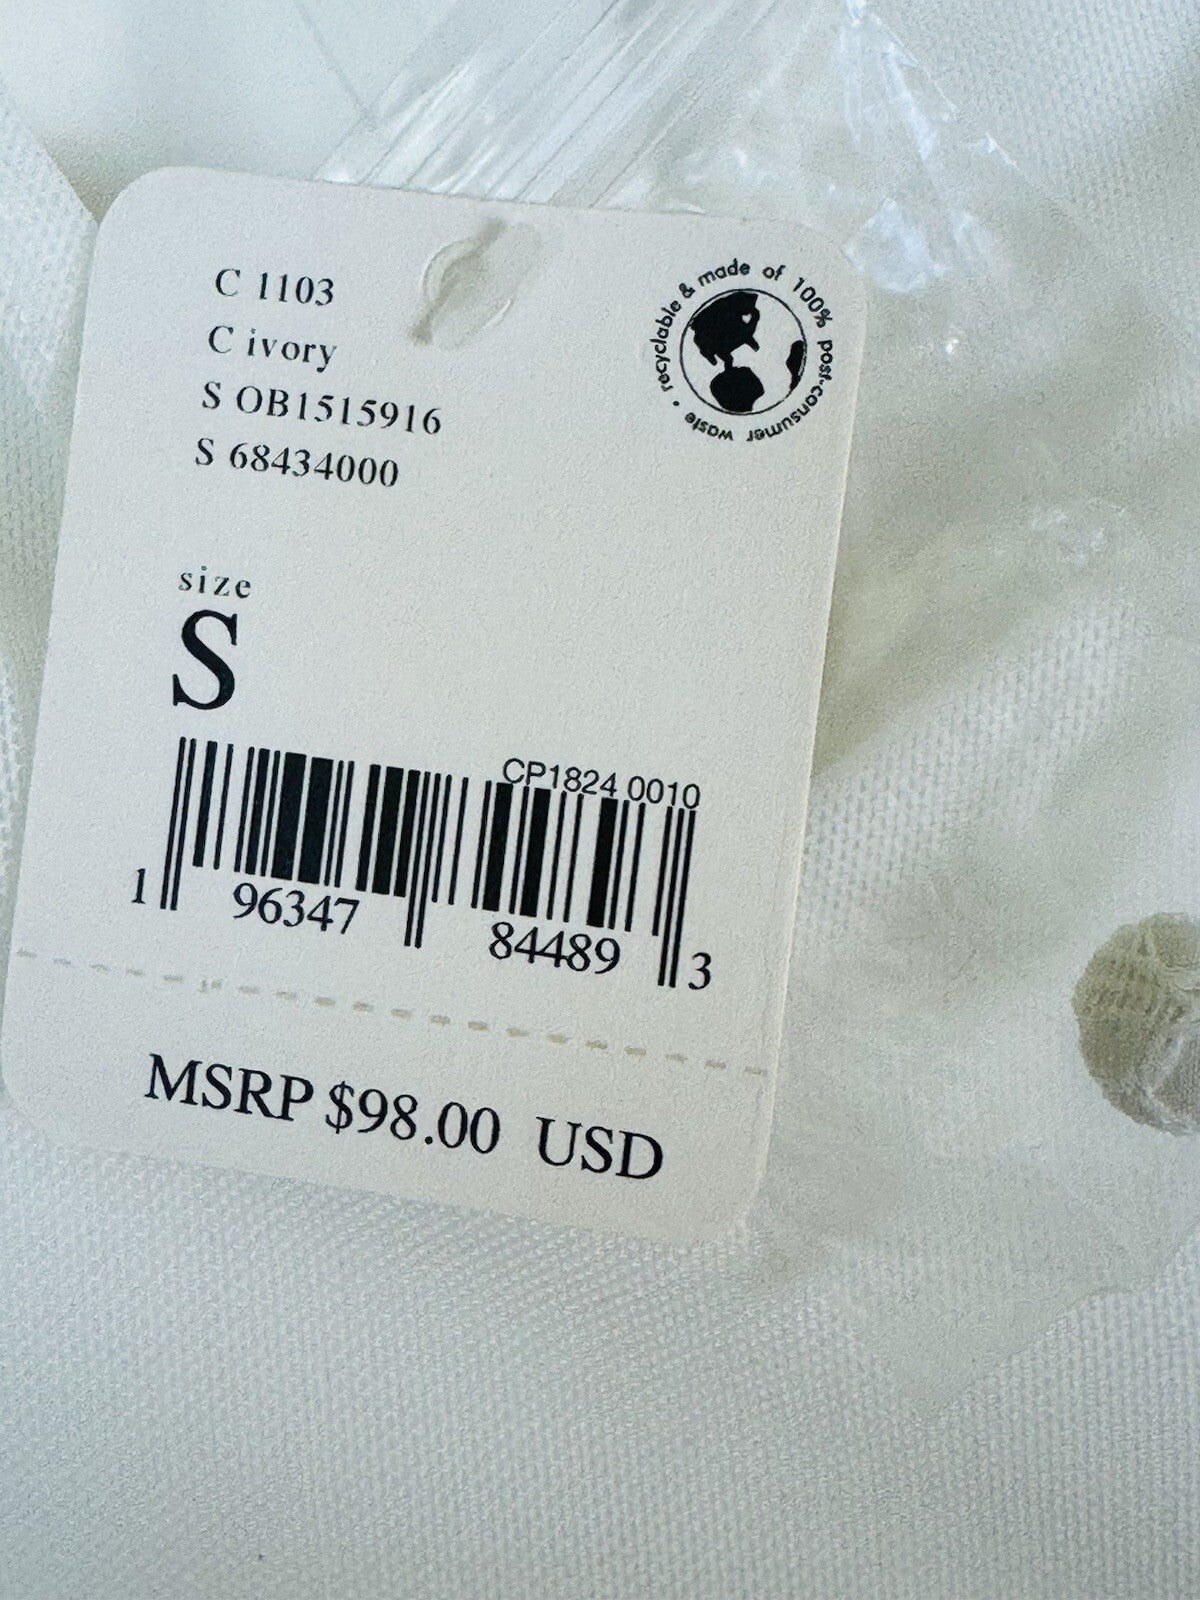 C 1103
C ivory
S OB1515916
S 68434000
recyclable & made of 100% post-consumer waste •
size
S
CP1824 0010
1 96347 84489 3
MSRP $98.00 USD